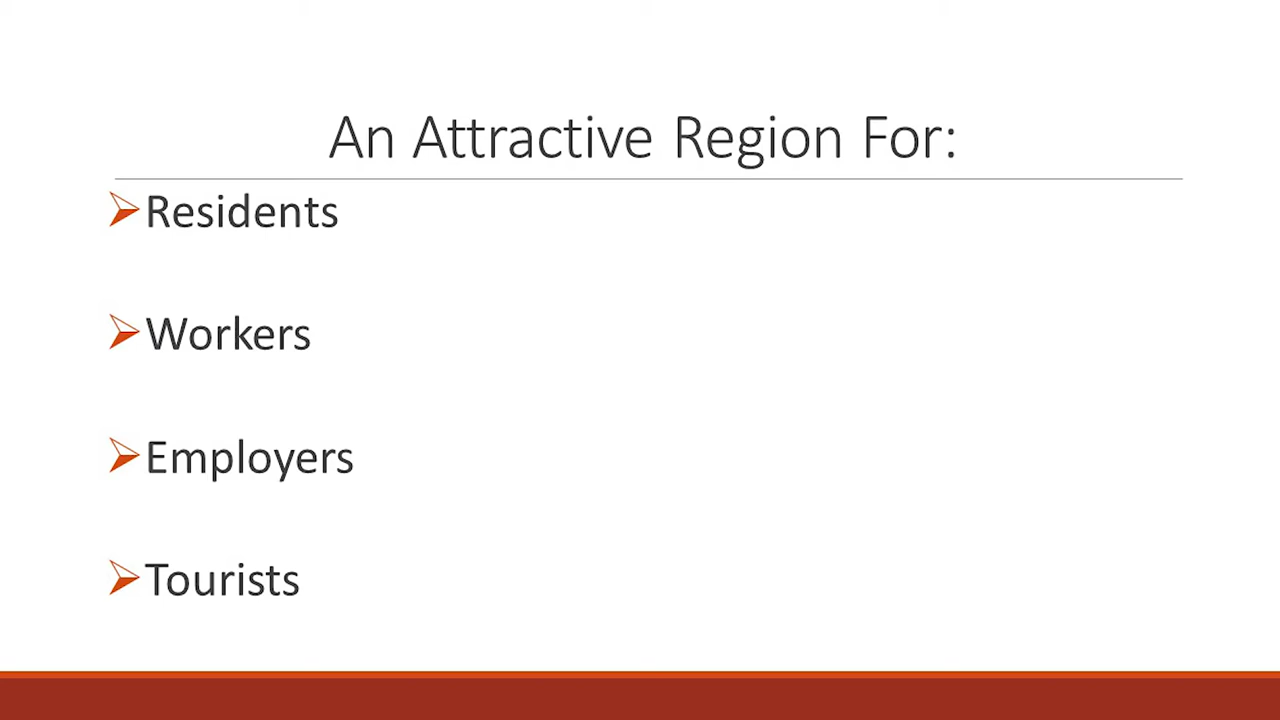 An Attractive Region For:
Residents
Workers
Employers
Tourists